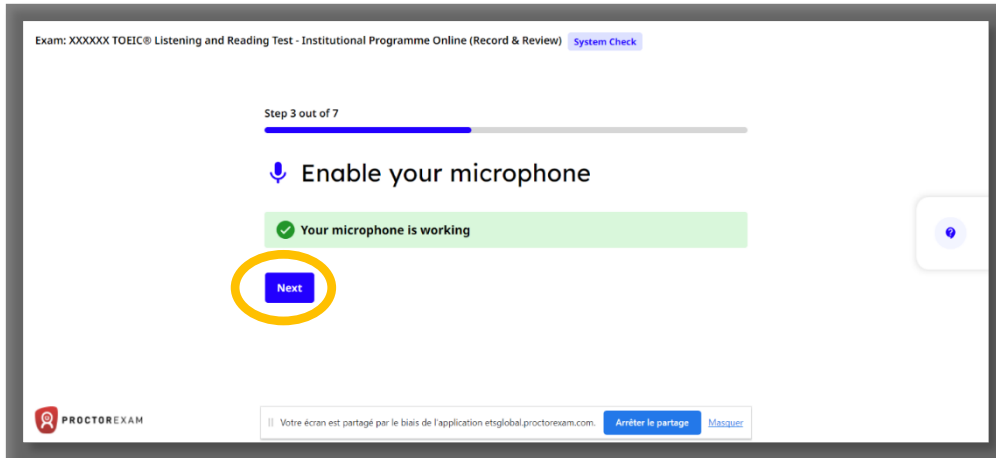 Exam: XXXXXX TOEIC® Listening and Reading Test - Institutional Programme Online (Record & Review) System Check
Step 3 out of 7
Enable your microphone
Your microphone is working
Next
PROCTOREXAM
Votre écran est partagé par le biais de l'application etsglobal.proctorexam.com. Arrêter le partage Masquer